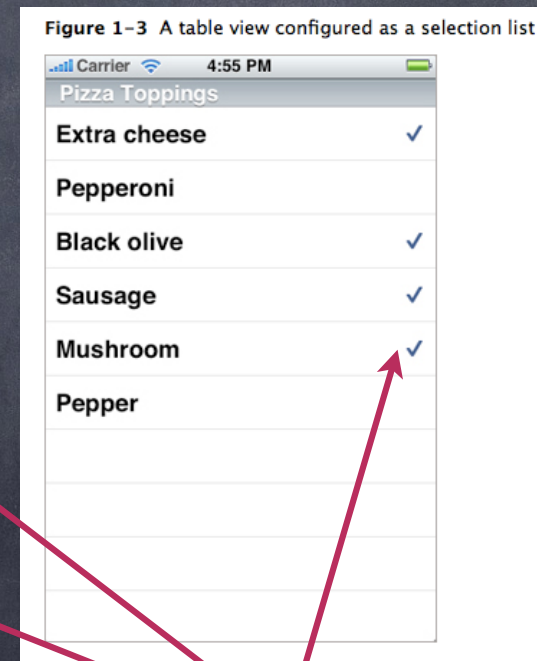 Figure 1-3 A table view configured as a selection list
Carrier 4:55 PM
Pizza Toppings
Extra cheese
Pepperoni
Black olive
Sausage
Mushroom
Pepper